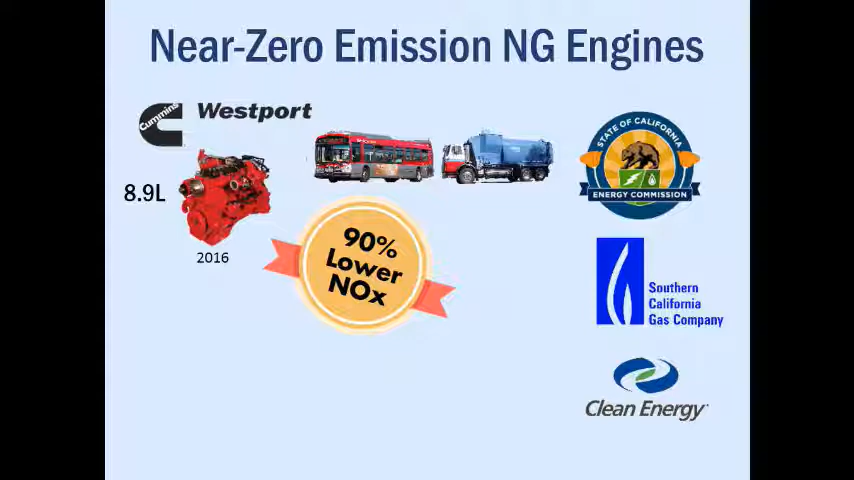 Near-Zero Emission NG Engines
Cummins
Westport
8.9L
2016
90%
Lower
NOx
STATE OF CALIFORNIA
ENERGY COMMISSION
Southern
California
Gas Company
Clean Energy